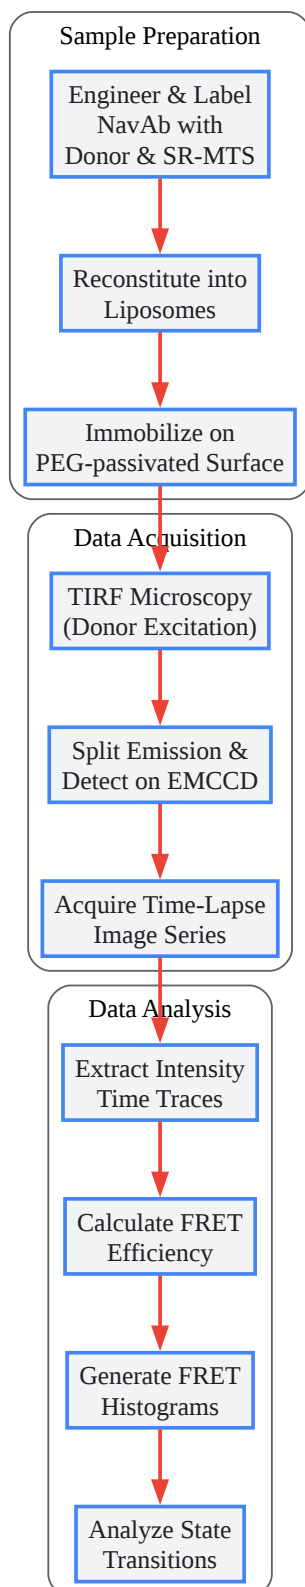 Sample Preparation
Engineer & Label
NavAb with
Donor & SR-MTS
Reconstitute into
Liposomes
Immobilize on
PEG-passivated Surface
Data Acquisition
TIRF Microscopy
(Donor Excitation)
Split Emission &
Detect on EMCCD
Acquire Time-Lapse
Image Series
Data Analysis
Extract Intensity
Time Traces
Calculate FRET
Efficiency
Generate FRET
Histograms
Analyze State
Transitions